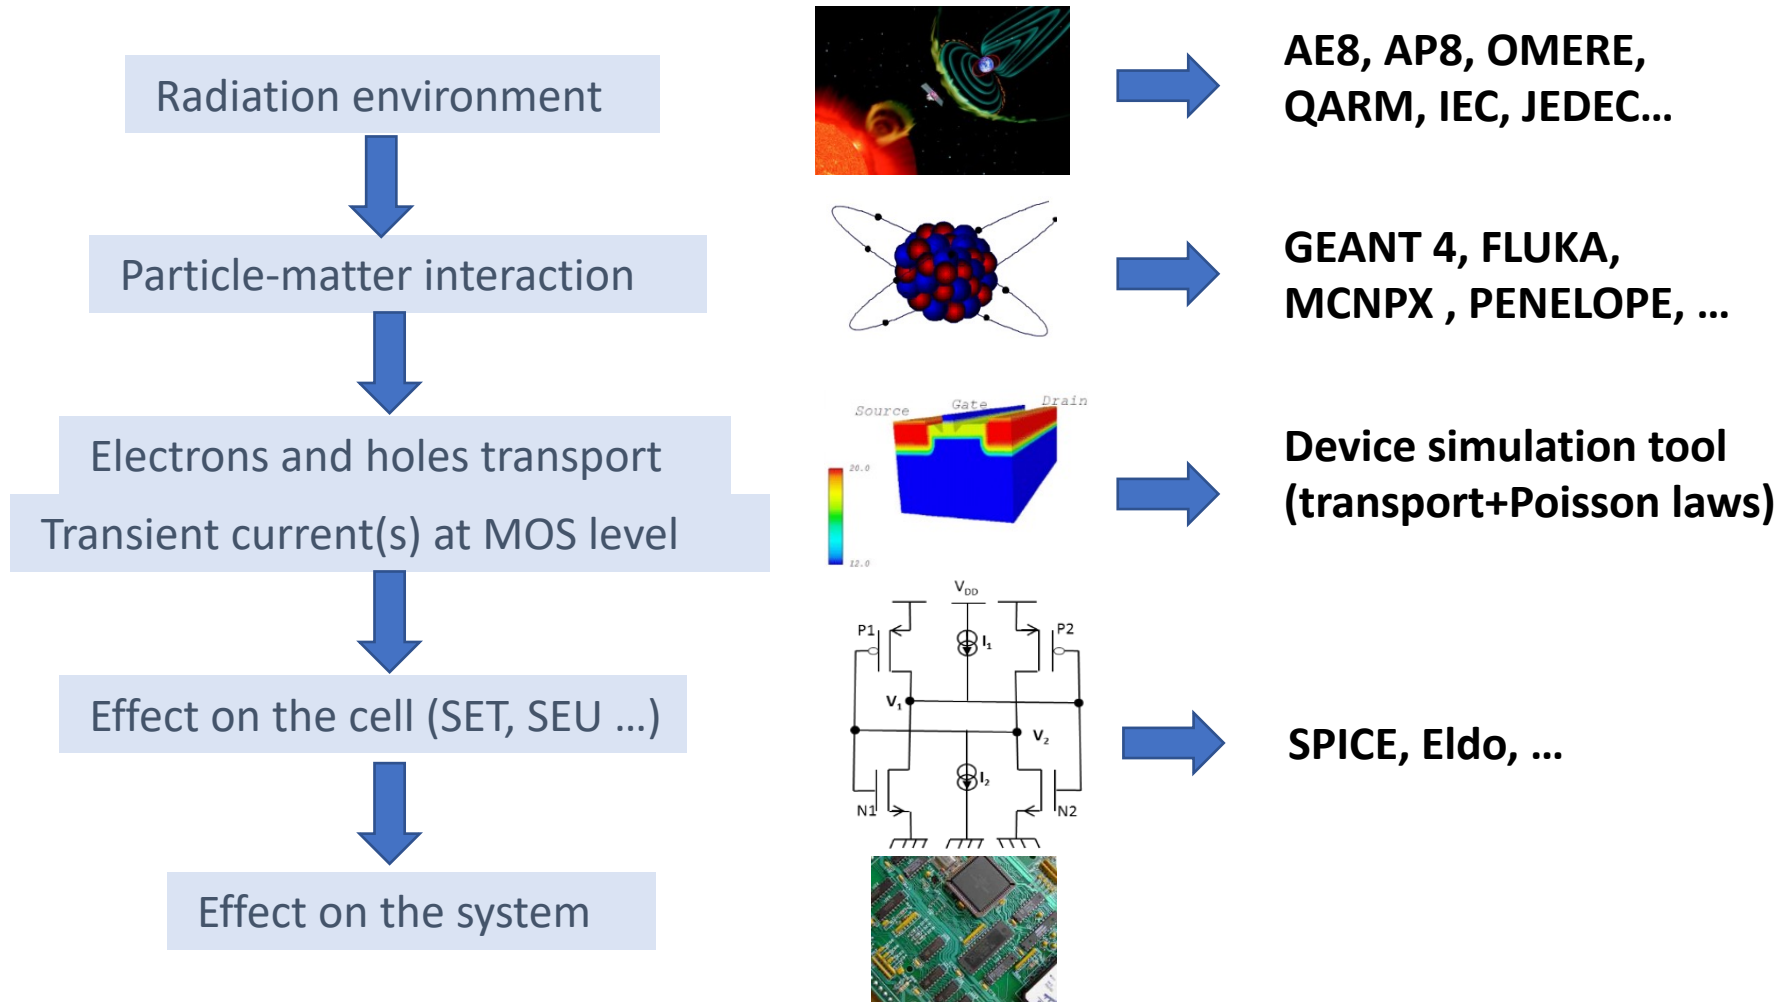 Radiation environment
AE8, AP8, OMERE,
QARM, IEC, JEDEC...
Particle-matter interaction
GEANT 4, FLUKA,
MCNPX , PENELOPE, ...
Electrons and holes transport
Transient current(s) at MOS level
Source
Gate
Drain
20.0
12.0
Device simulation tool
(transport+Poisson laws)
Effect on the cell (SET, SEU ...)
VDD
P1
I1
P2
V1
V2
I2
N1
N2
SPICE, Eldo, ...
Effect on the system